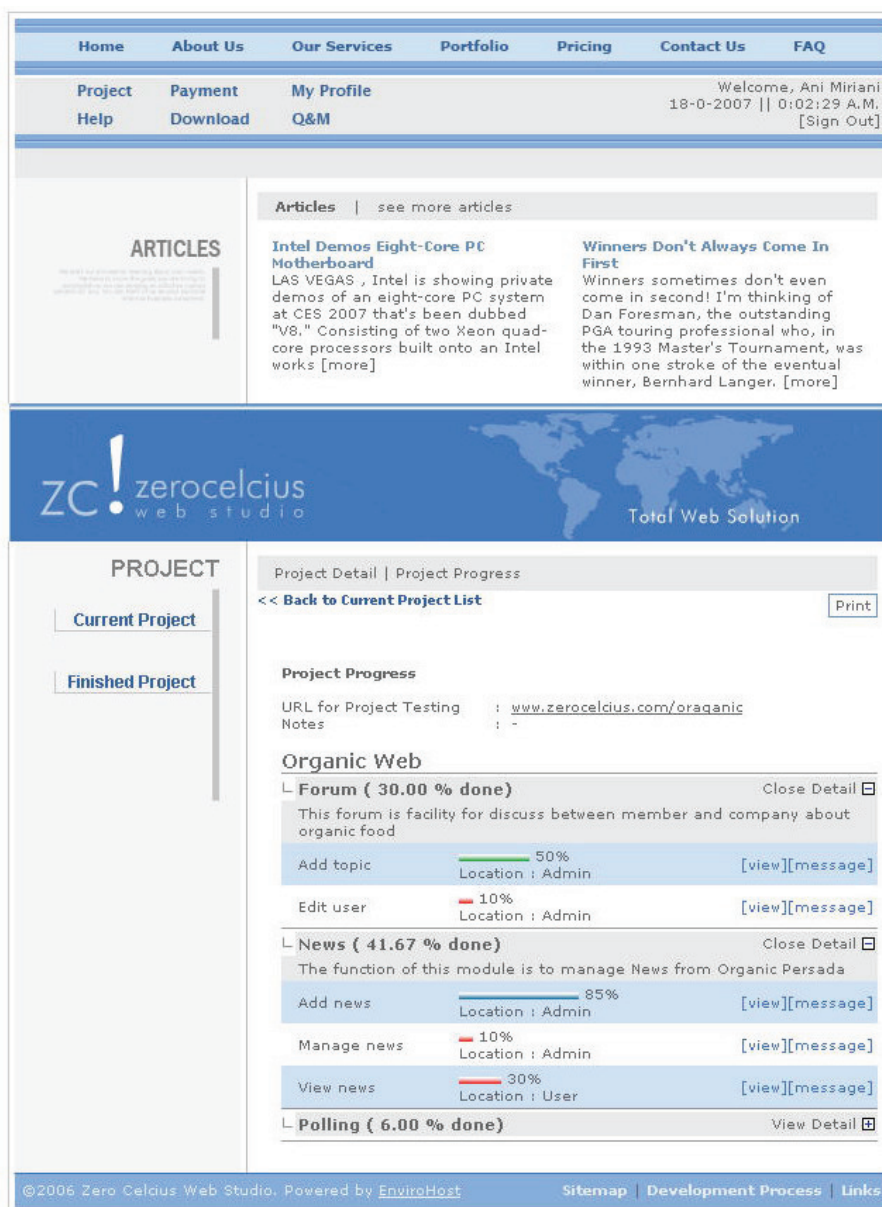 Home About Us Our Services Portfolio Pricing Contact Us FAQ
Project Payment My Profile
Help Download Q&M
Welcome, Ani Miriani
18-0-2007 || 0:02:29 A.M.
[Sign Out]
ARTICLES
Articles | see more articles
Intel Demos Eight-Core PC
Motherboard
LAS VEGAS , Intel is showing private
demos of an eight-core PC system
at CES 2007 that's been dubbed
"V8." Consisting of two Xeon quad-
core processors built onto an Intel
works [more]
Winners Don't Always Come In
First
Winners sometimes don't even
come in second! I'm thinking of
Dan Foresman, the outstanding
PGA touring professional who, in
the 1993 Master's Tournament, was
within one stroke of the eventual
winner, Bernhard Langer. [more]
ZC! zerocelcius
web studio
Total Web Solution
PROJECT
Current Project
Finished Project
Project Detail | Project Progress
<< Back to Current Project List
Print
Project Progress
URL for Project Testing : www.zerocelcius.com/oraganic
Notes : -
Organic Web
Forum ( 30.00 % done) Close Detail
This forum is facility for discuss between member and company about
organic food
Add topic 50% [view][message]
Location : Admin
Edit user 10% [view][message]
Location : Admin
News ( 41.67 % done) Close Detail
The function of this module is to manage News from Organic Persada
Add news 85% [view][message]
Location : Admin
Manage news 10% [view][message]
Location : Admin
View news 30% [view][message]
Location : User
Polling ( 6.00 % done) View Detail
©2006 Zero Celcius Web Studio. Powered by EnviroHost Sitemap | Development Process | Links